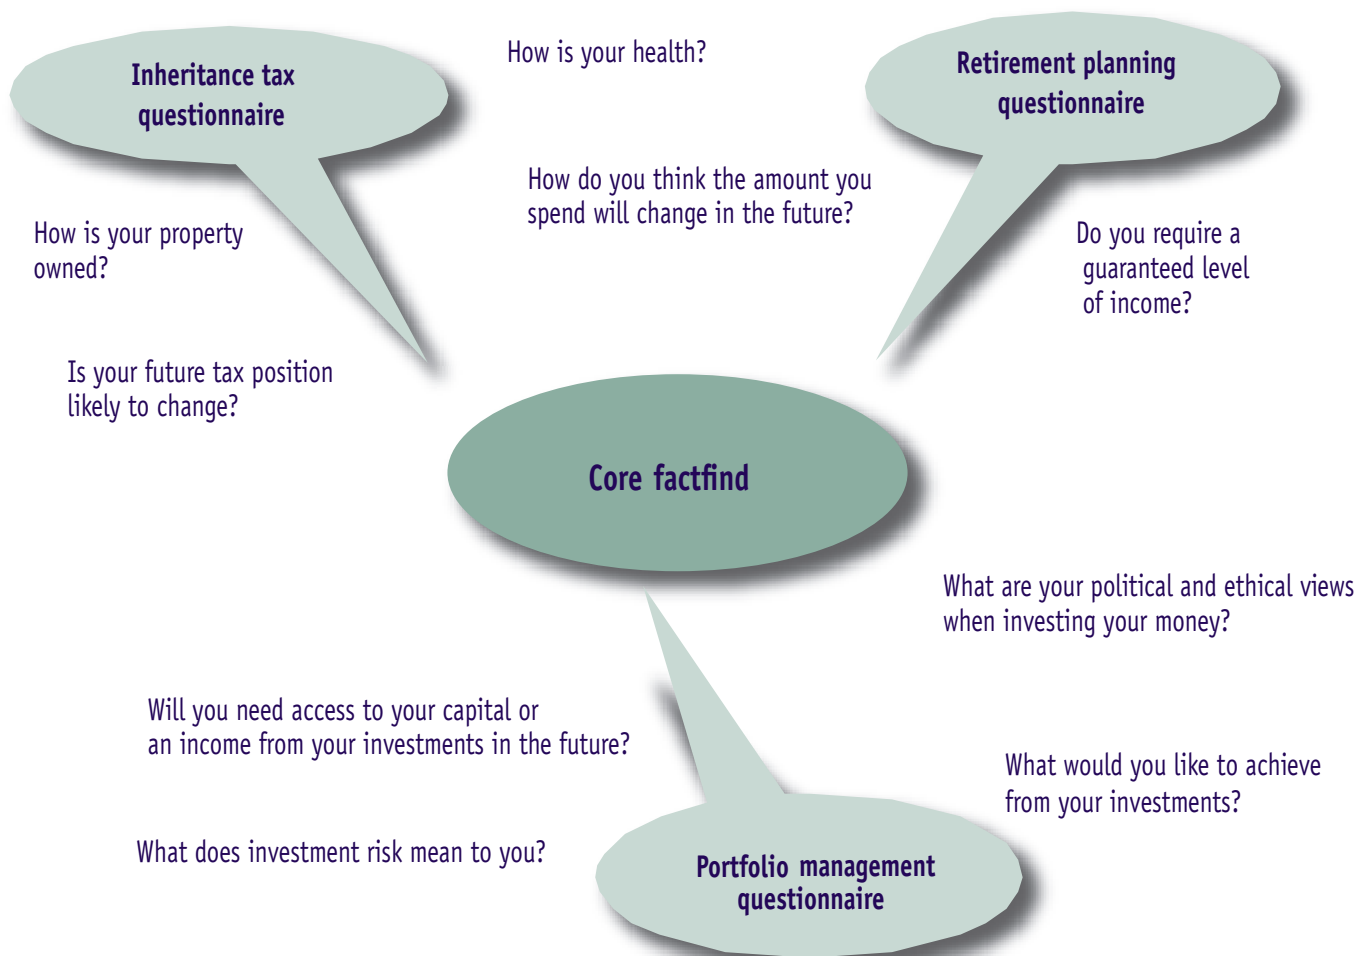 Inheritance tax
questionnaire
How is your health?
Retirement planning
questionnaire
How do you think the amount you
spend will change in the future?
How is your property
owned?
Do you require a
guaranteed level
of income?
Is your future tax position
likely to change?
Core factfind
What are your political and ethical views
when investing your money?
Will you need access to your capital or
an income from your investments in the future?
What would you like to achieve
from your investments?
What does investment risk mean to you?
Portfolio management
questionnaire